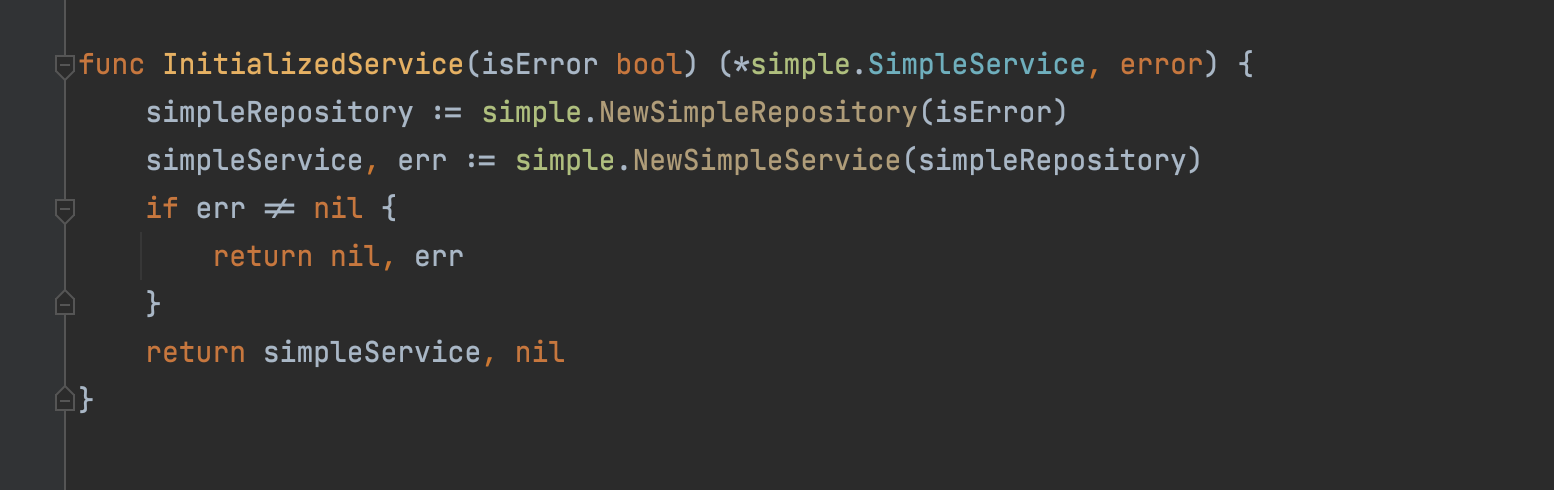 func InitializedService(isError bool) (*simple.SimpleService, error) {
    simpleRepository := simple.NewSimpleRepository(isError)
    simpleService, err := simple.NewSimpleService(simpleRepository)
    if err != nil {
        return nil, err
    }
    return simpleService, nil
}